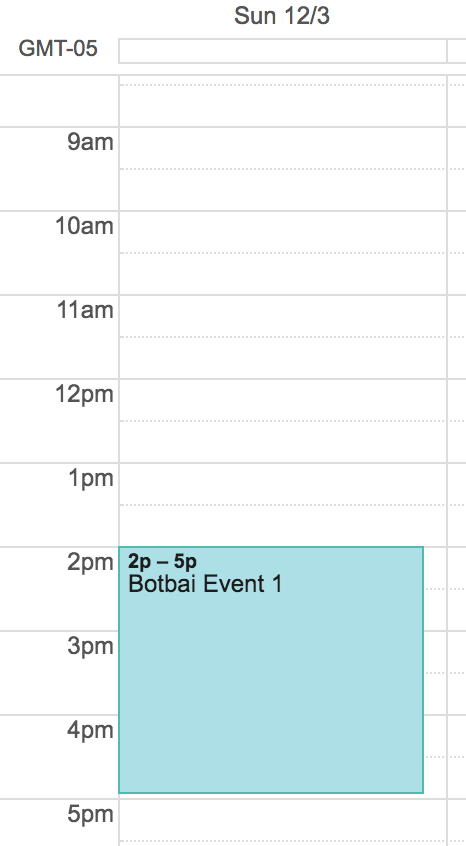 Sun 12/3
GMT-05
9am
10am
11am
12pm
1pm
2pm
2p – 5p
Botbai Event 1
3pm
4pm
5pm